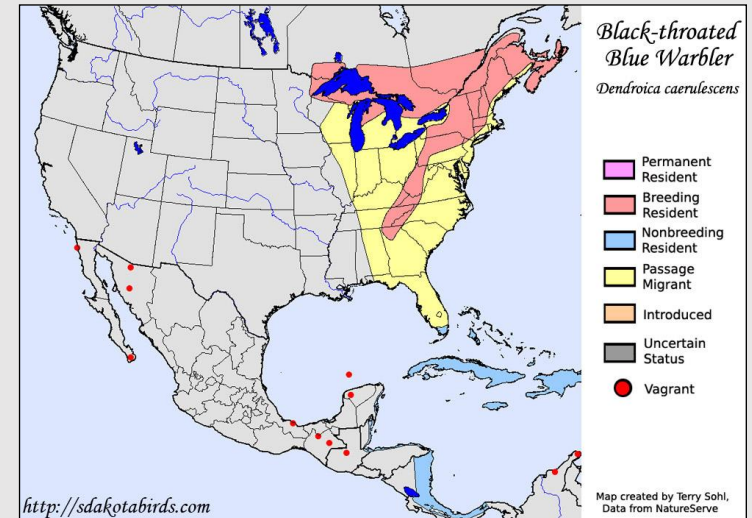 Black-throated
Blue Warbler
Dendroica caerulescens
Permanent
Resident
Breeding
Resident
Nonbreeding
Resident
Passage
Migrant
Introduced
Uncertain
Status
Vagrant
Map created by Terry Sohl,
Data from NatureServe
http://sdakotabirds.com